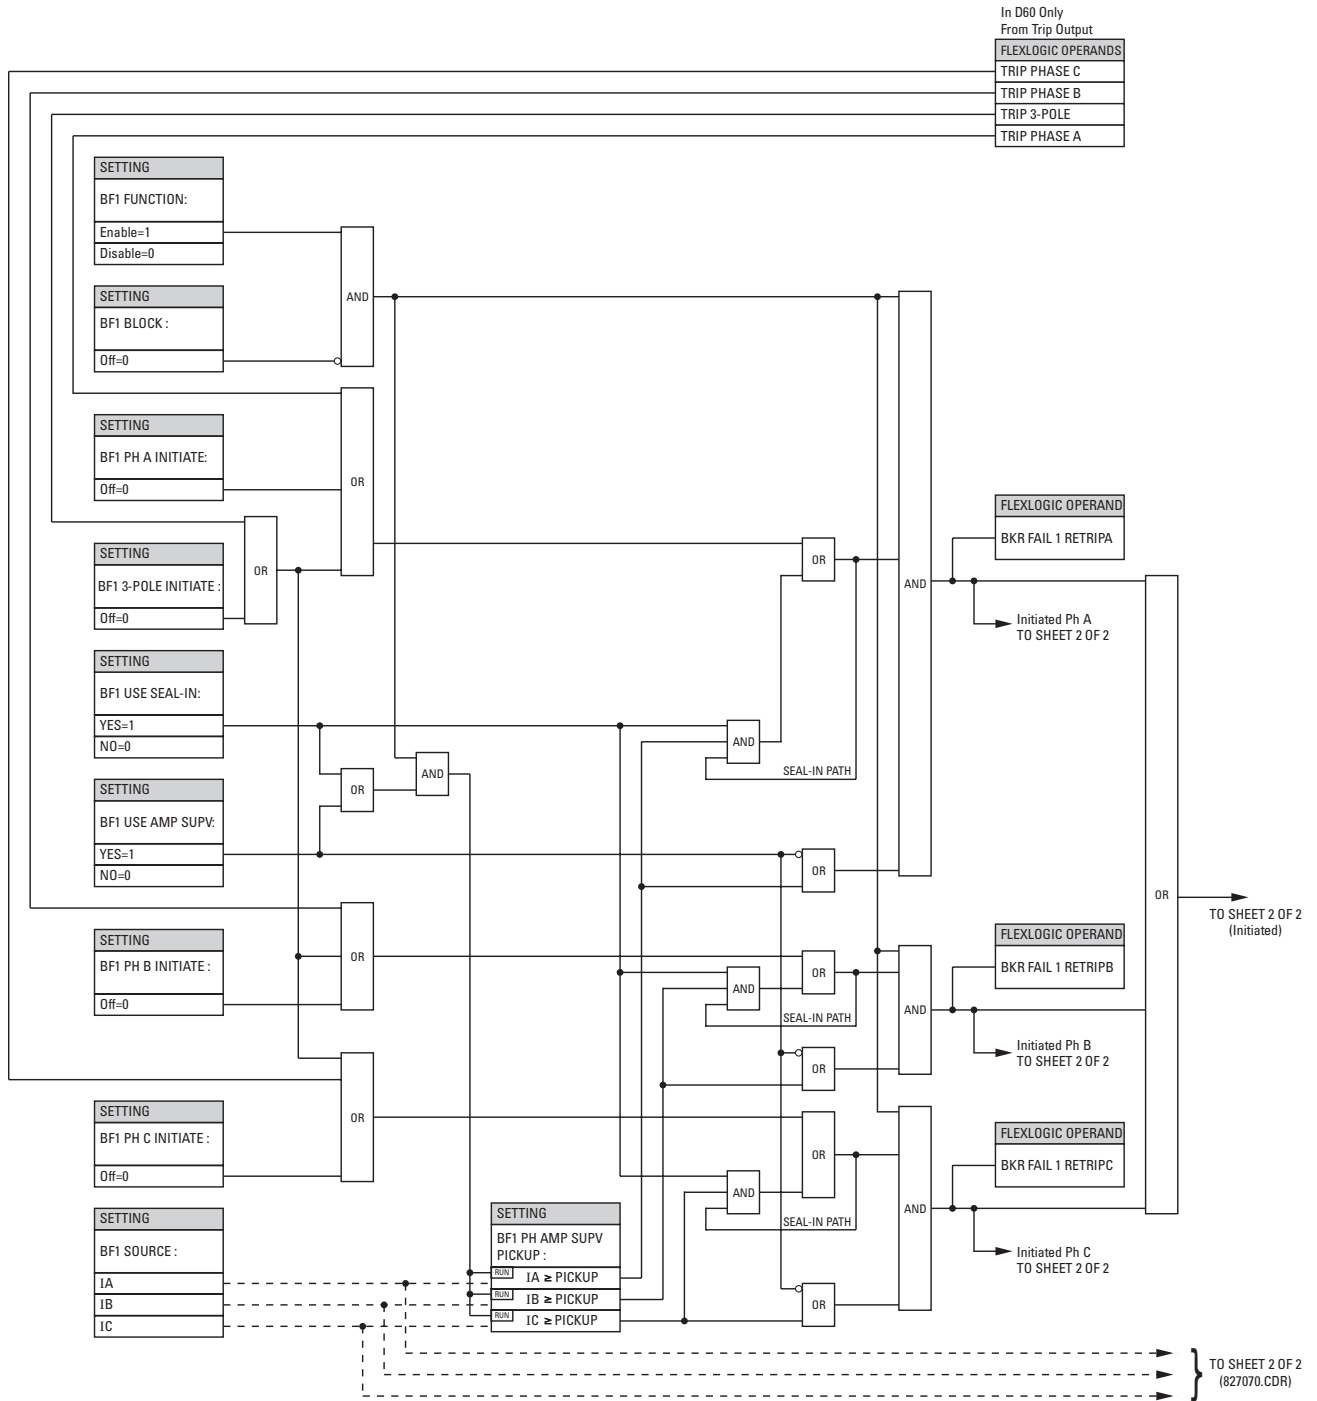 In D60 Only
From Trip Output
FLEXLOGIC OPERANDS
TRIP PHASE C
TRIP PHASE B
TRIP 3-POLE
TRIP PHASE A
SETTING
BF1 FUNCTION:
Enable=1
Disable=0
AND
SETTING
BF1 BLOCK :
Off=0
SETTING
BF1 PH A INITIATE:
Off=0
OR
SETTING
BF1 3-POLE INITIATE :
Off=0
OR
OR
AND
FLEXLOGIC OPERAND
BKR FAIL 1 RETRIPA
Initiated Ph A
TO SHEET 2 OF 2
SETTING
BF1 USE SEAL-IN:
YES=1
NO=0
AND
SEAL-IN PATH
OR
AND
SETTING
BF1 USE AMP SUPV:
YES=1
NO=0
OR
OR
TO SHEET 2 OF 2
(Initiated)
SETTING
BF1 PH B INITIATE :
Off=0
OR
OR
AND
SEAL-IN PATH
AND
FLEXLOGIC OPERAND
BKR FAIL 1 RETRIPB
Initiated Ph B
TO SHEET 2 OF 2
OR
SETTING
BF1 PH C INITIATE :
Off=0
OR
OR
AND
SEAL-IN PATH
AND
FLEXLOGIC OPERAND
BKR FAIL 1 RETRIPC
Initiated Ph C
TO SHEET 2 OF 2
SETTING
BF1 SOURCE :
IA
IB
IC
SETTING
BF1 PH AMP SUPV
PICKUP :
RUN IA ≥ PICKUP
RUN IB ≥ PICKUP
RUN IC ≥ PICKUP
OR
TO SHEET 2 OF 2
(827070.CDR)